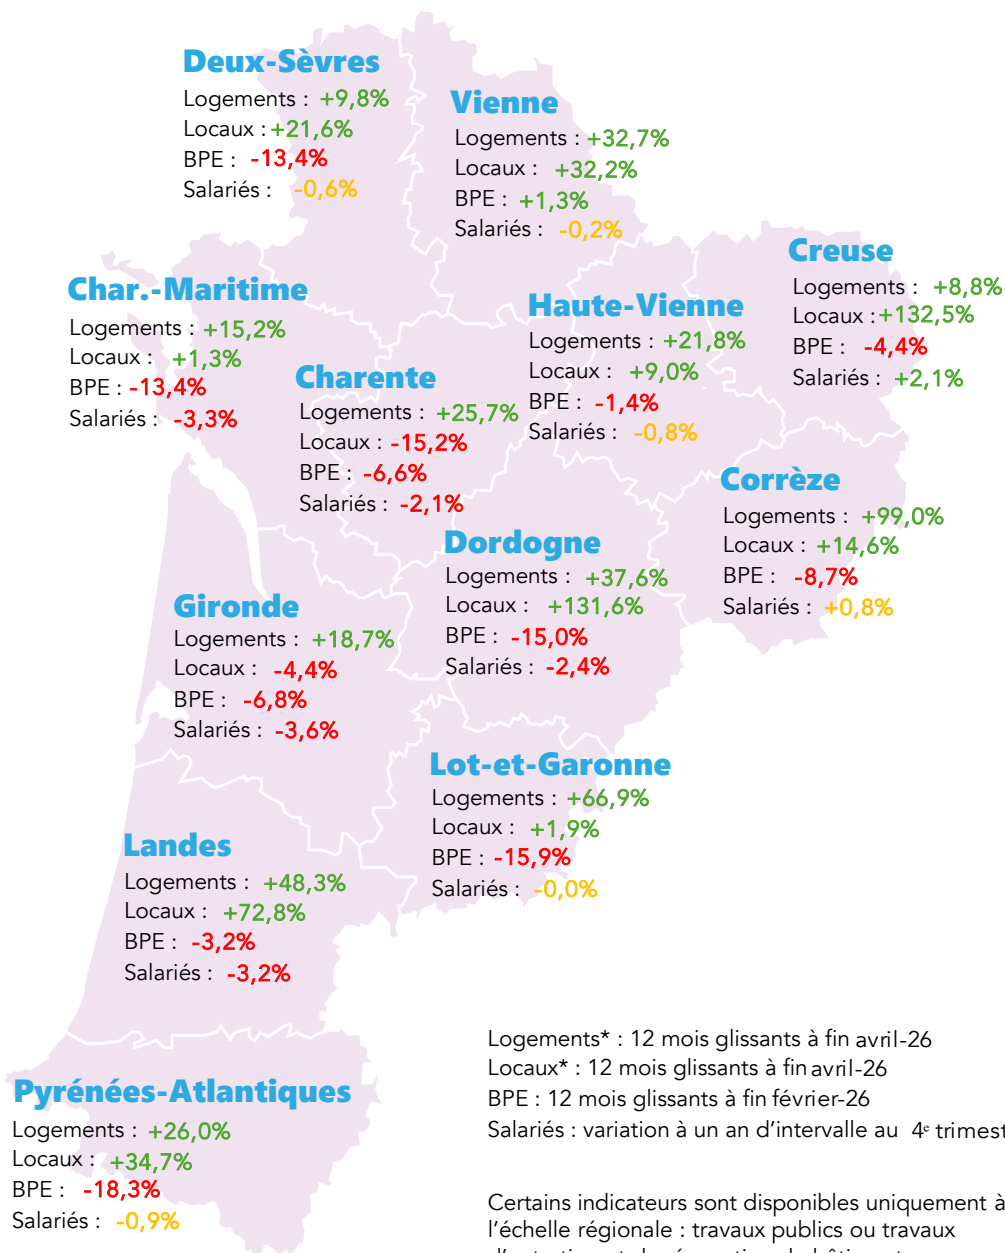 Deux-Sèvres
Logements : +9,8%
Locaux : +21,6%
BPE : -13,4%
Salariés : -0,6%
Vienne
Logements : +32,7%
Locaux : +32,2%
BPE : +1,3%
Salariés : -0,2%
Creuse
Logements : +8,8%
Locaux : +132,5%
BPE : -4,4%
Salariés : +2,1%
Char.-Maritime
Logements : +15,2%
Locaux : +1,3%
BPE : -13,4%
Salariés : -3,3%
Haute-Vienne
Logements : +21,8%
Locaux : +9,0%
BPE : -1,4%
Salariés : -0,8%
Charente
Logements : +25,7%
Locaux : -15,2%
BPE : -6,6%
Salariés : -2,1%
Corrèze
Logements : +99,0%
Locaux : +14,6%
BPE : -8,7%
Salariés : +0,8%
Dordogne
Logements : +37,6%
Locaux : +131,6%
BPE : -15,0%
Salariés : -2,4%
Gironde
Logements : +18,7%
Locaux : -4,4%
BPE : -6,8%
Salariés : -3,6%
Lot-et-Garonne
Logements : +66,9%
Locaux : +1,9%
BPE : -15,9%
Salariés : -0,0%
Landes
Logements : +48,3%
Locaux : +72,8%
BPE : -3,2%
Salariés : -3,2%
Pyrénées-Atlantiques
Logements : +26,0%
Locaux : +34,7%
BPE : -18,3%
Salariés : -0,9%
Logements* : 12 mois glissants à fin avril-26
Locaux* : 12 mois glissants à fin avril-26
BPE : 12 mois glissants à fin février-26
Salariés : variation à un an d'intervalle au 4e trimest
Certains indicateurs sont disponibles uniquement à
l'échelle régionale : travaux publics ou travaux